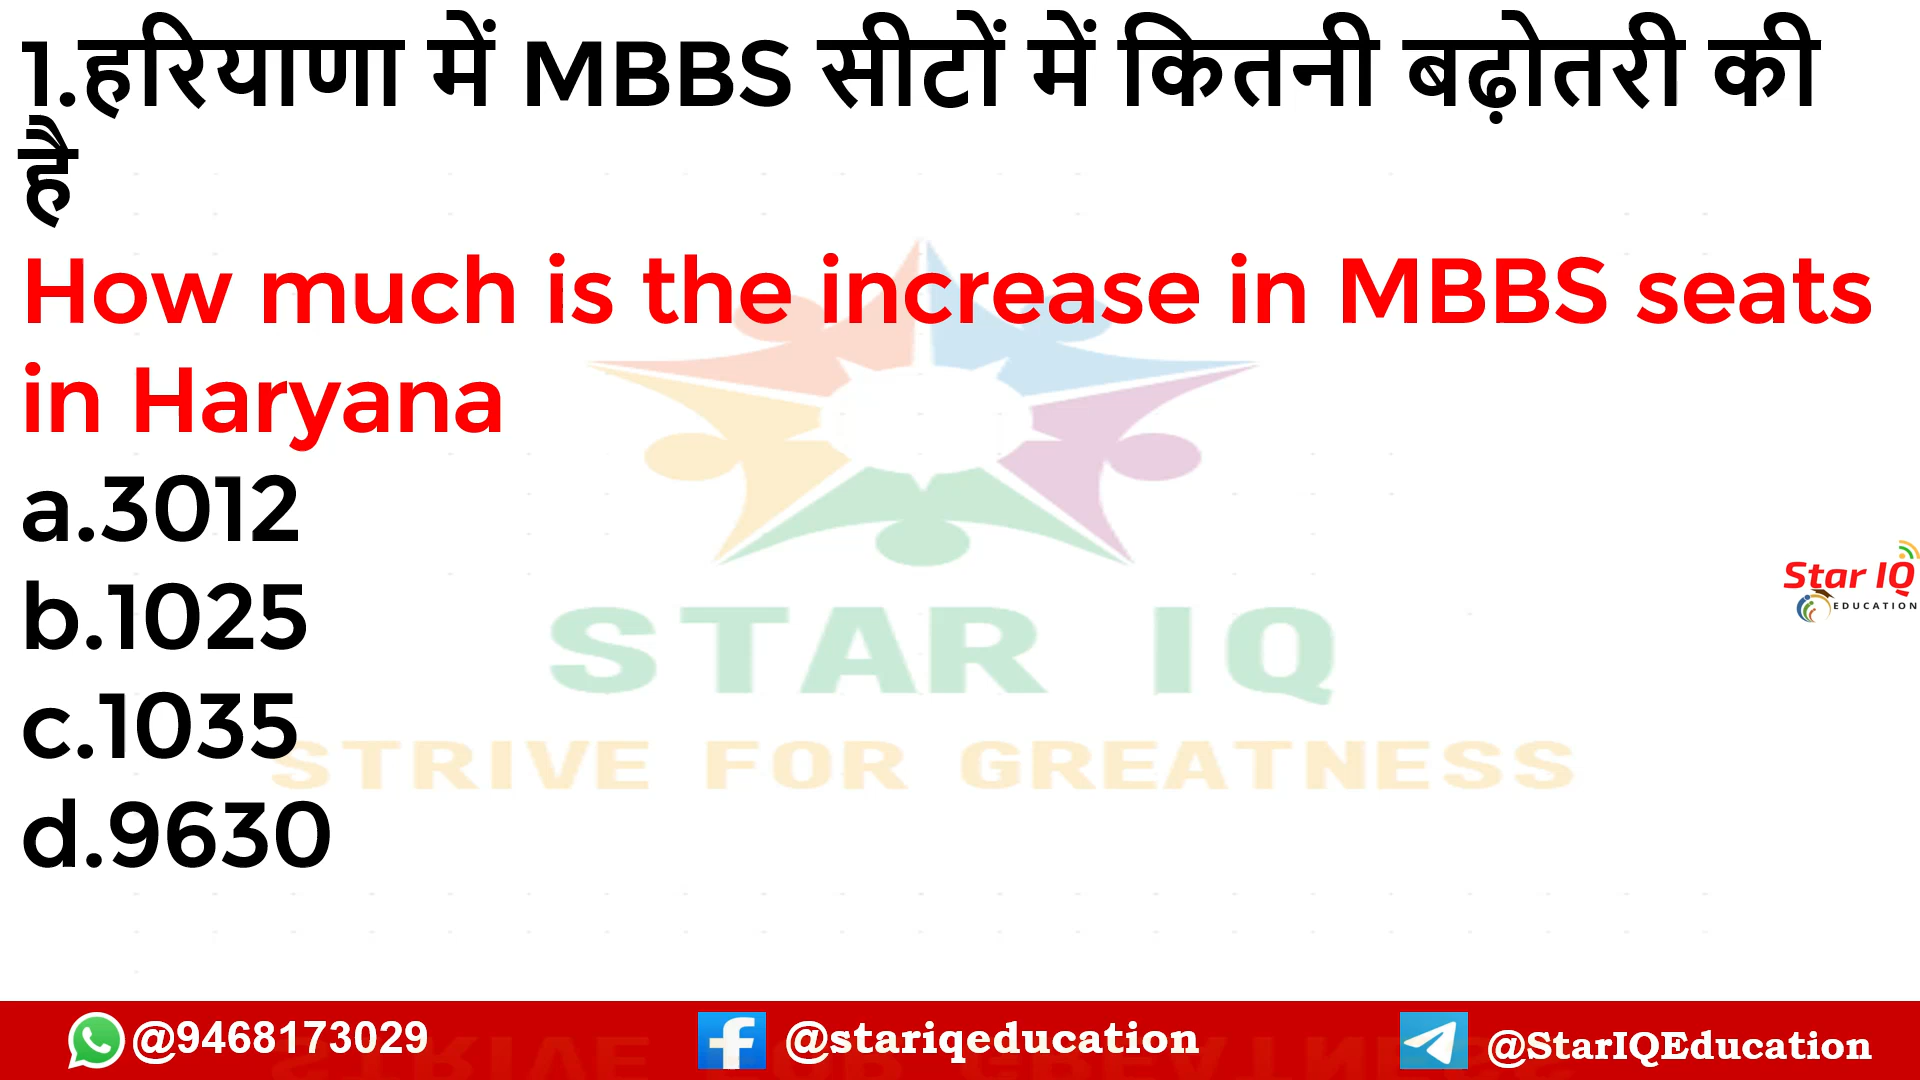 1.हरियाणा में MBBS सीटों में कितनी बढ़ोतरी की
है
How much is the increase in MBBS seats
in Haryana
a.3012
b.1025
c.1035
d.9630
STAR IQ
STRIVE FOR GREATNESS
Star IQ
EDUCATION
@9468173029
@stariqeducation
@StarIQEducation